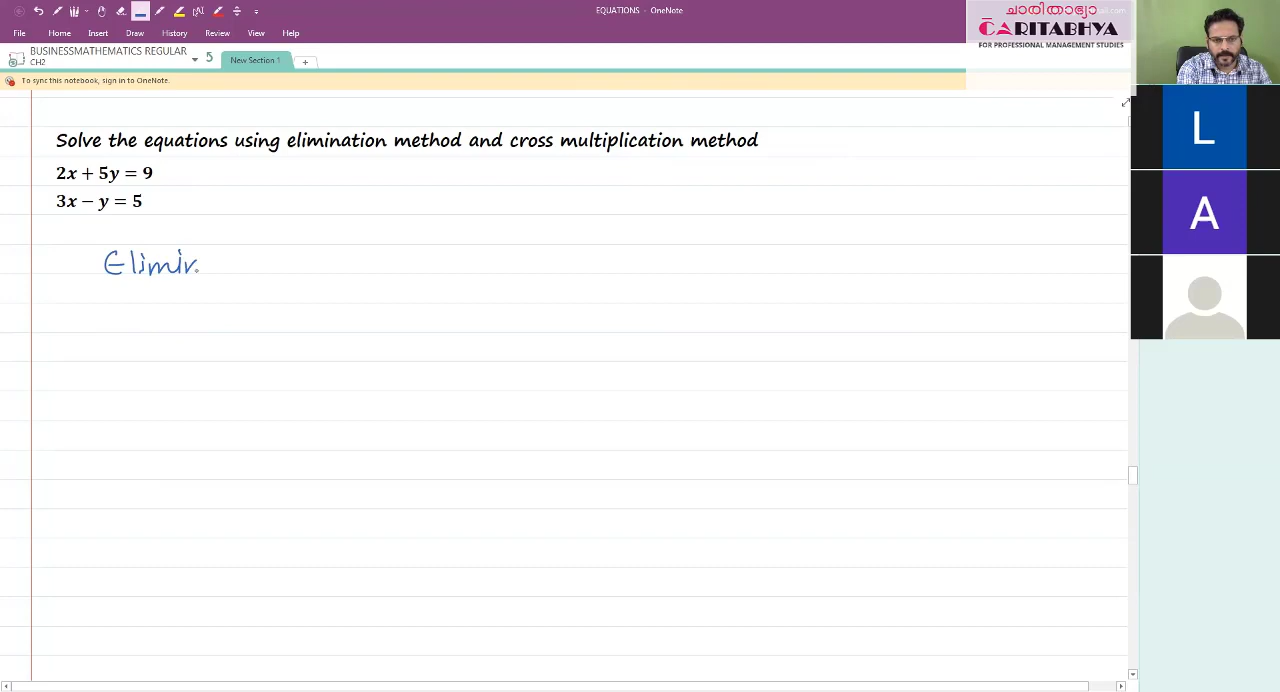 EQUATIONS - OneNote
File Home Insert Draw History Review View Help
BUSINESSMATHEMATICS REGULAR
CH2
New Section 1
To sync this notebook, sign in to OneNote.
ചാരിതാഭ്യാ
CARITABHYA
FOR PROFESSIONAL MANAGEMENT STUDIES
Solve the equations using elimination method and cross multiplication method
2x + 5y = 9
3x − y = 5
Elimin
L
A